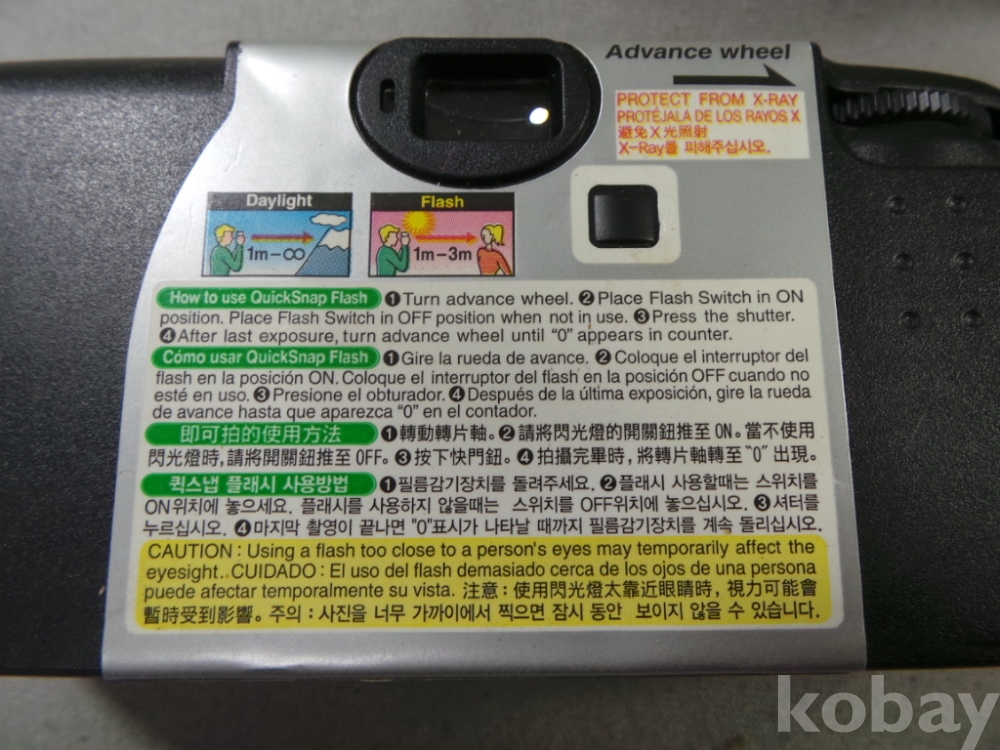 Advance wheel
PROTECT FROM X-RAY
PROTÉJALA DE LOS RAYOS X
避免X光照射
X-Ray를 피해주십시오.
Daylight
1m-∞
Flash
1m-3m
How to use QuickSnap Flash ❶Turn advance wheel. ❷Place Flash Switch in ON
position. Place Flash Switch in OFF position when not in use. ❸Press the shutter.
❹After last exposure, turn advance wheel until "0" appears in counter.
Cómo usar QuickSnap Flash ❶Gire la rueda de avance. ❷Coloque el interruptor del
flash en la posición ON. Coloque el interruptor del flash en la posición OFF cuando no
esté en uso. ❸Presione el obturador. ❹Después de la última exposición, gire la rueda
de avance hasta que aparezca "0" en el contador.
即可拍的使用方法 ❶轉動轉片軸。❷請將閃光燈的開關鈕推至ON。當不使用
閃光燈時,請將開關鈕推至OFF。❸按下快門鈕。❹拍攝完畢時,將轉片軸轉至"0"出現。
퀵스냅 플래시 사용방법 ❶필름감기장치를 돌려주세요. ❷플래시 사용할때는 스위치를
ON위치에 놓으세요. 플래시를 사용하지 않을때는 스위치를 OFF위치에 놓으십시오. ❸셔터를
누르십시오. ❹마지막 촬영이 끝나면 "0"표시가 나타날 때까지 필름감기장치를 계속 돌리십시오.
CAUTION : Using a flash too close to a person's eyes may temporarily affect the
eyesight.. CUIDADO : El uso del flash demasiado cerca de los ojos de una persona
puede afectar temporalmente su vista. 注意 : 使用閃光燈太靠近眼睛時, 視力可能會
暫時受到影響。주의 : 사진을 너무 가까이에서 찍으면 잠시 동안 보이지 않을 수 있습니다.
kobay